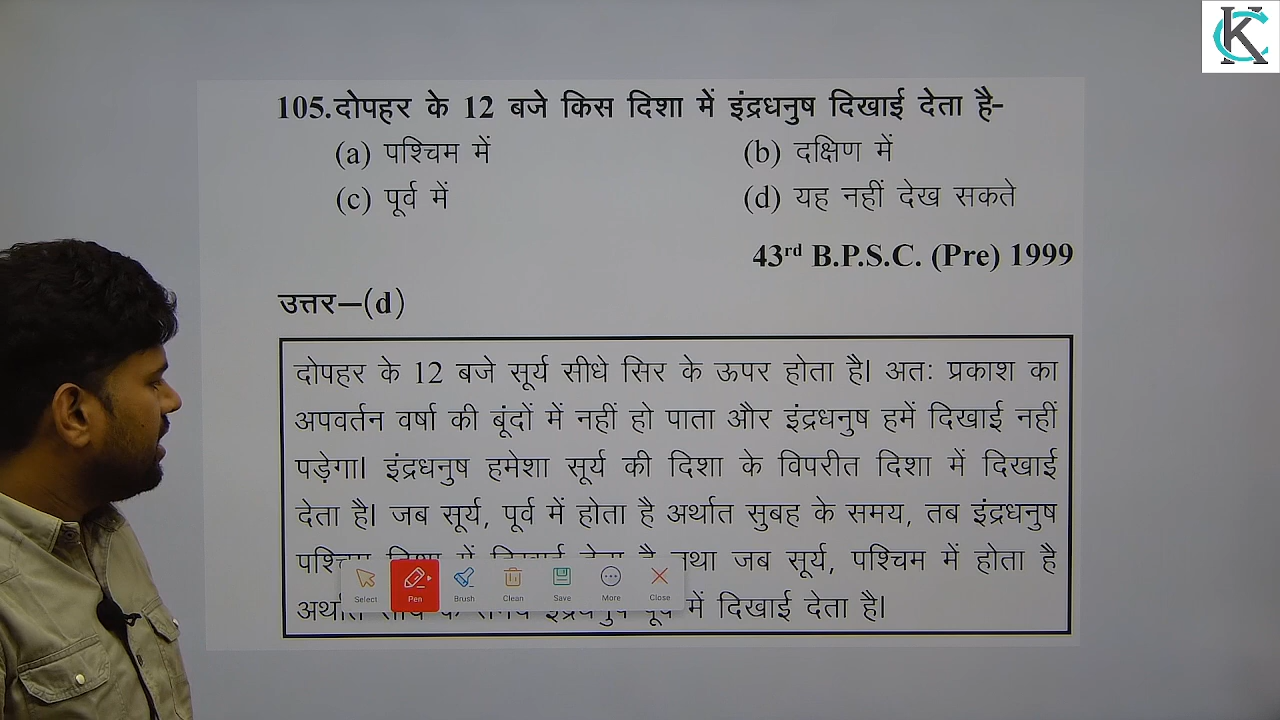 105.दोपहर के 12 बजे किस दिशा में इंद्रधनुष दिखाई देता है-
(a) पश्चिम में (b) दक्षिण में
(c) पूर्व में (d) यह नहीं देख सकते
43rd B.P.S.C. (Pre) 1999
उत्तर—(d)
दोपहर के 12 बजे सूर्य सीधे सिर के ऊपर होता है। अतः प्रकाश का
अपवर्तन वर्षा की बूंदों में नहीं हो पाता और इंद्रधनुष हमें दिखाई नहीं
पड़ेगा। इंद्रधनुष हमेशा सूर्य की दिशा के विपरीत दिशा में दिखाई
देता है। जब सूर्य, पूर्व में होता है अर्थात सुबह के समय, तब इंद्रधनुष
तथा जब सूर्य, पश्चिम में होता है
में दिखाई देता है।
Select Pen Brush Clean Save More Close
KC